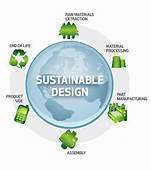 RAW MATERIALS
EXTRACTION
MATERIAL
PROCESSING
PART
MANUFACTURING
ASSEMBLY
PRODUCT
USE
END OF LIFE
SUSTAINABLE
DESIGN